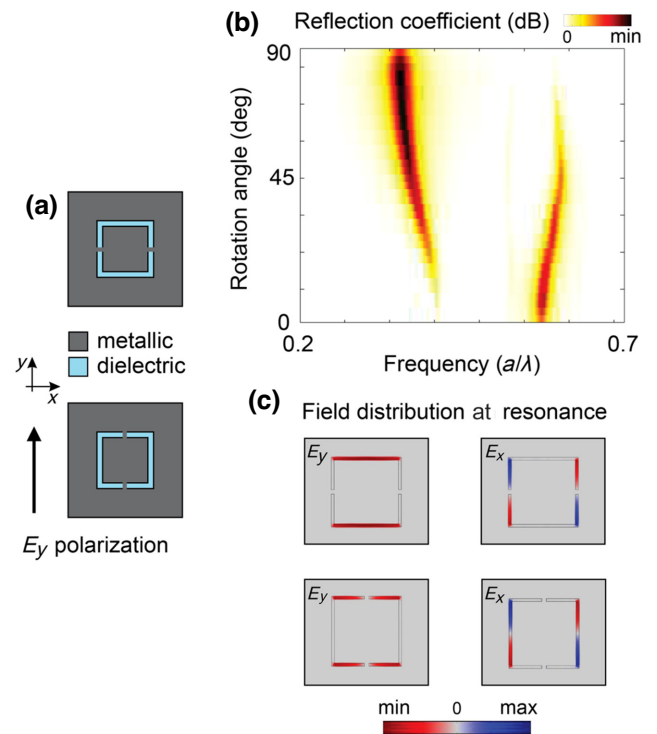 (b)
Reflection coefficient (dB)
0 min
90
45
0
Rotation angle (deg)
0.2 0.7
Frequency (a/λ)
(a)
metallic
dielectric
y
x
Ey polarization
(c)
Field distribution at resonance
Ey Ex
Ey Ex
min 0 max